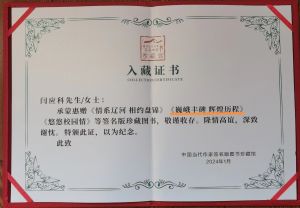 入藏证书
闫应科先生/女士：
承蒙惠赠《情系辽河 相约盘锦》《巍峨丰碑 辉煌历程》
《悠悠校园情》等签名版珍藏图书，敬谨收存。隆情高谊，深致
谢忱。特颁此证，以为纪念。
此致
中国当代作家签名版图书珍藏馆
2024年1月